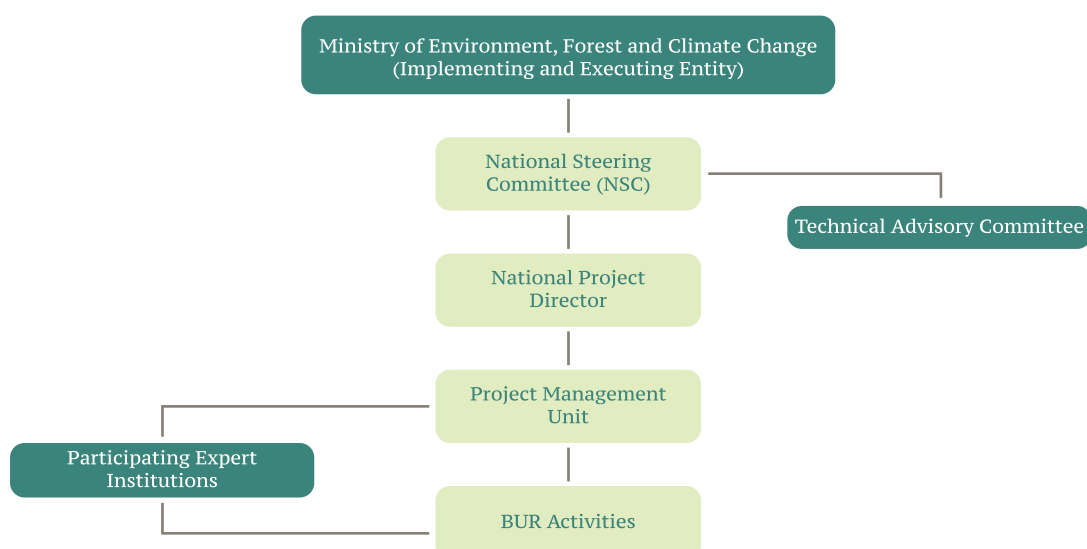 Ministry of Environment, Forest and Climate Change
(Implementing and Executing Entity)
National Steering
Committee (NSC)
Technical Advisory Committee
National Project
Director
Project Management
Unit
Participating Expert
Institutions
BUR Activities